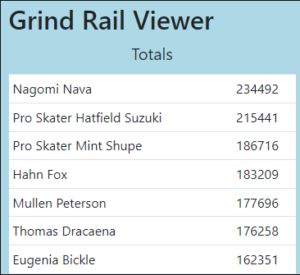 Grind Rail Viewer
Totals
Nagomi Nava 234492
Pro Skater Hatfield Suzuki 215441
Pro Skater Mint Shupe 186716
Hahn Fox 183209
Mullen Peterson 177696
Thomas Dracaena 176258
Eugenia Bickle 162351